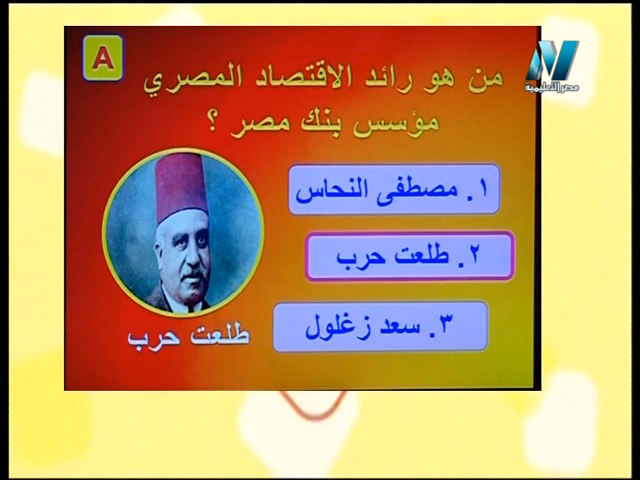 A
من هو رائد الاقتصاد المصري
مؤسس بنك مصر ؟
١. مصطفى النحاس
٢. طلعت حرب
٣. سعد زغلول
طلعت حرب
مصر التعليمية